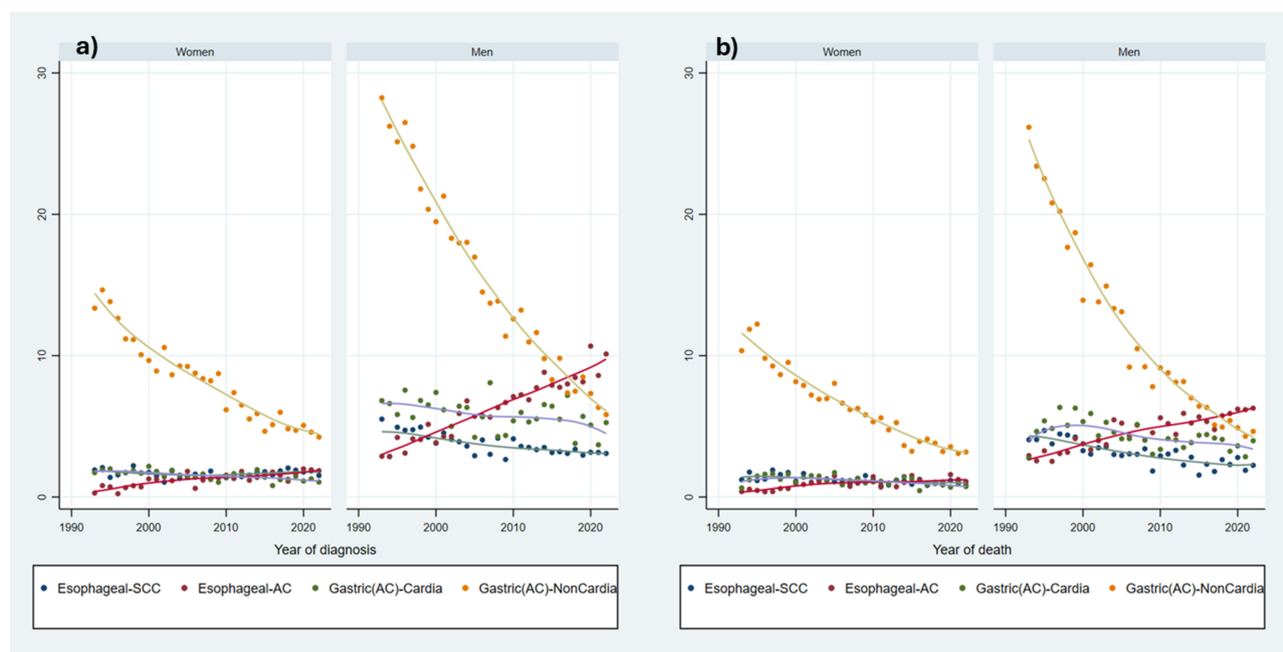 a)
Women
Men
30
20
10
0
1990 2000 2010 2020
1990 2000 2010 2020
Year of diagnosis
Esophageal-SCC Esophageal-AC Gastric(AC)-Cardia Gastric(AC)-NonCardia
b)
Women
Men
30
20
10
0
1990 2000 2010 2020
1990 2000 2010 2020
Year of death
Esophageal-SCC Esophageal-AC Gastric(AC)-Cardia Gastric(AC)-NonCardia